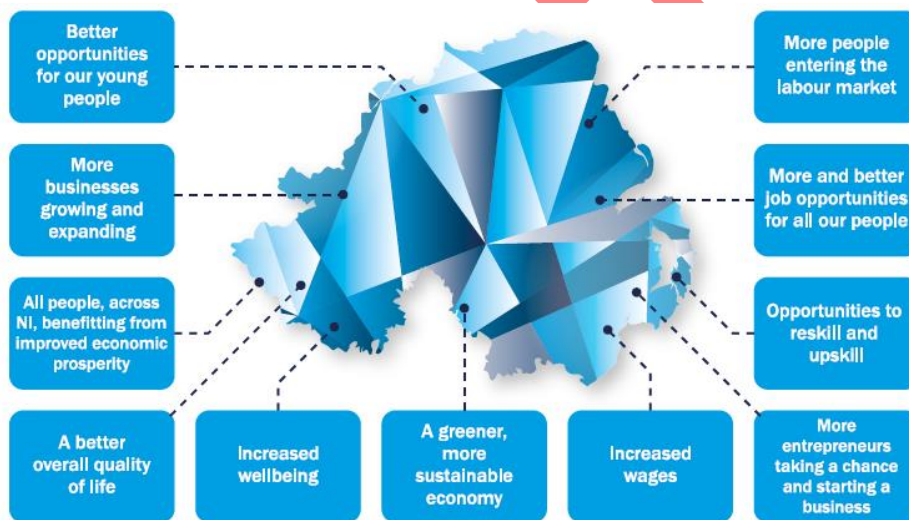 Better
opportunities
for our young
people
More people
entering the
labour market
More
businesses
growing and
expanding
More and better
job opportunities
for all our people
All people, across
NI, benefitting from
improved economic
prosperity
Opportunities to
reskill and
upskill
A better
overall quality
of life
Increased
wellbeing
A greener,
more
sustainable
economy
Increased
wages
More
entrepreneurs
taking a chance
and starting a
business